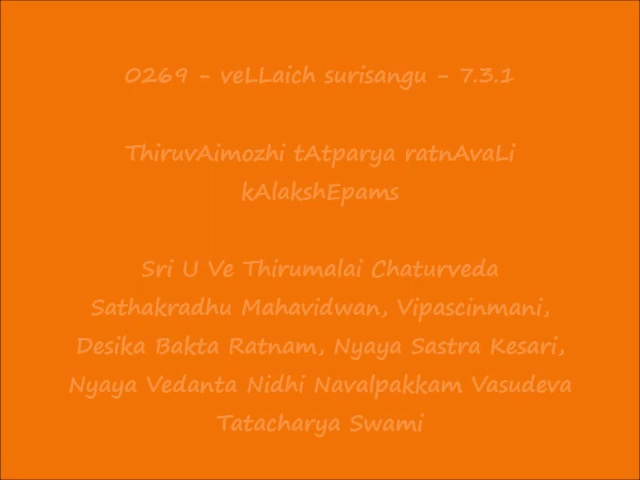 0269 - veLLaich surisangu - 7.3.1
ThiruvAimozhi tAtparya ratnAvaLi
kAlakshEpams
Sri U Ve Thirumalai Chaturveda
Sathakradhu Mahavidwan, Vipascinmani,
Desika Bakta Ratnam, Nyaya Sastra Kesari,
Nyaya Vedanta Nidhi Navalpakkam Vasudeva
Tatacharya Swami